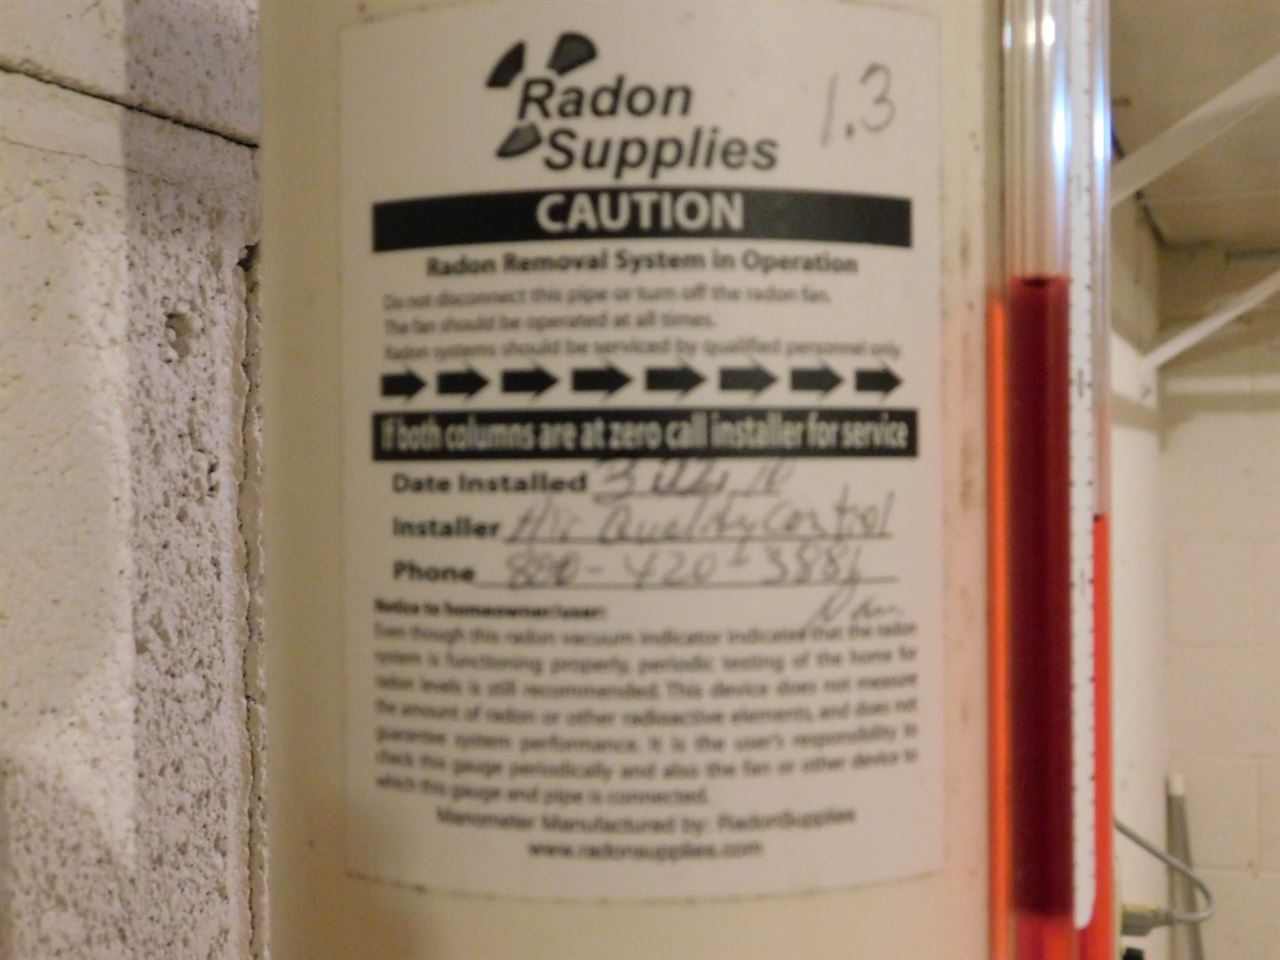 Radon
Supplies
1.3
CAUTION
Radon Removal System in Operation
Do not disconnect this pipe or turn off the radon fan.
The fan should be operated at all times.
Radon systems should be serviced by qualified personnel only.
If both columns are at zero call installer for service
Date Installed
Installer Air Quality Control
Phone 800-420-3881
Notice to homeowner/user:
Even though this radon vacuum indicator indicates that the radon
system is functioning properly, periodic testing of the home for
radon levels is still recommended. This device does not measure
the amount of radon or other radioactive elements, and does not
guarantee system performance. It is the user's responsibility to
check this gauge periodically and also the fan or other device to
which this gauge and pipe is connected.
Manometer Manufactured by: RadonSupplies
www.radonsupplies.com